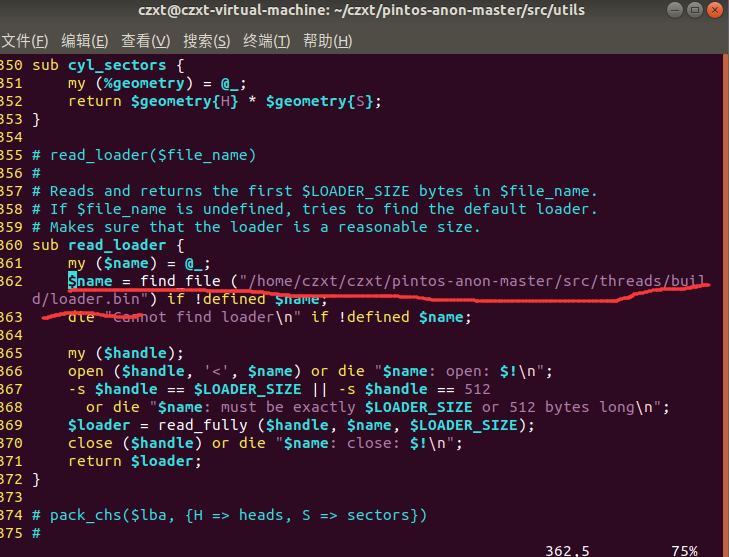 czxt@czxt-virtual-machine: ~/czxt/pintos-anon-master/src/utils
文件(F) 编辑(E) 查看(V) 搜索(S) 终端(T) 帮助(H)
350 sub cyl_sectors {
351     my (%geometry) = @_;
352     return $geometry{H} * $geometry{S};
353 }
354
355 # read_loader($file_name)
356 #
357 # Reads and returns the first $LOADER_SIZE bytes in $file_name.
358 # If $file_name is undefined, tries to find the default loader.
359 # Makes sure that the loader is a reasonable size.
360 sub read_loader {
361     my ($name) = @_;
362     $name = find_file ("/home/czxt/czxt/pintos-anon-master/src/threads/buil
d/loader.bin") if !defined $name;
363     die "Cannot find loader\n" if !defined $name;
364
365     my ($handle);
366     open ($handle, '<', $name) or die "$name: open: $!\n";
367     -s $handle == $LOADER_SIZE || -s $handle == 512
368       or die "$name: must be exactly $LOADER_SIZE or 512 bytes long\n";
369     $loader = read_fully ($handle, $name, $LOADER_SIZE);
370     close ($handle) or die "$name: close: $!\n";
371     return $loader;
372 }
373
374 # pack_chs($lba, {H => heads, S => sectors})
375 #
362,5 75%